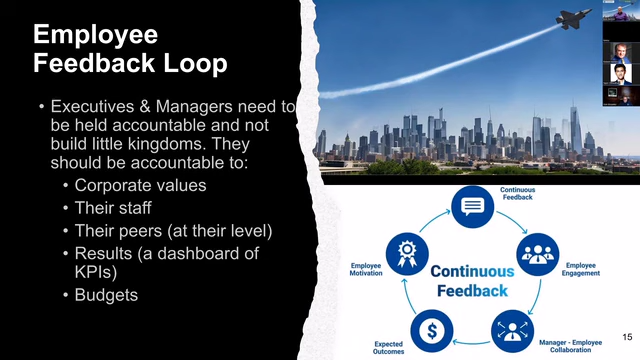 Employee
Feedback Loop
• Executives & Managers need to
be held accountable and not
build little kingdoms. They
should be accountable to:
• Corporate values
• Their staff
• Their peers (at their level)
• Results (a dashboard of
KPIs)
• Budgets
Continuous
Feedback
Employee
Motivation
Employee
Engagement
Continuous
Feedback
$
Expected
Outcomes
Manager - Employee
Collaboration
15